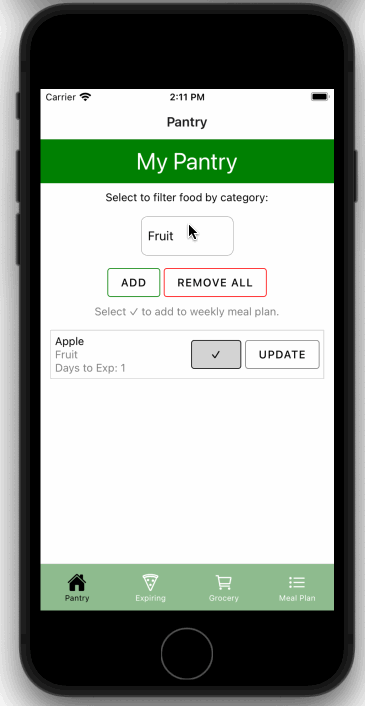 Carrier 2:11 PM
Pantry
My Pantry
Select to filter food by category:
Fruit
ADD REMOVE ALL
Select ✓ to add to weekly meal plan.
Apple
Fruit
Days to Exp: 1
✓ UPDATE
Pantry Expiring Grocery Meal Plan